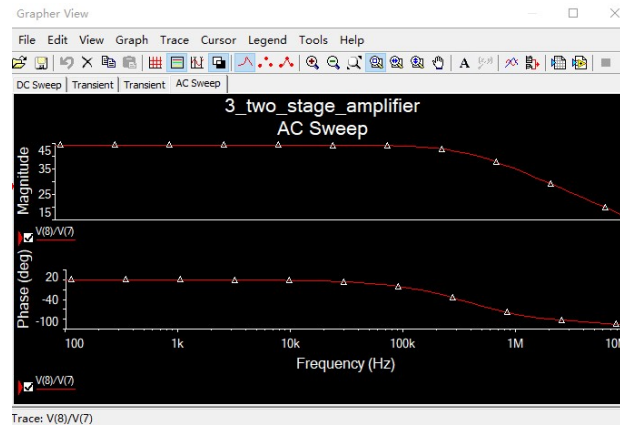 Grapher View
File Edit View Graph Trace Cursor Legend Tools Help
DC Sweep Transient Transient AC Sweep
3_two_stage_amplifier
AC Sweep
Magnitude
45
35
25
15
V(8)/V(7)
Phase (deg)
20
-40
-100
100 1k 10k 100k 1M 10M
Frequency (Hz)
V(8)/V(7)
Trace: V(8)/V(7)